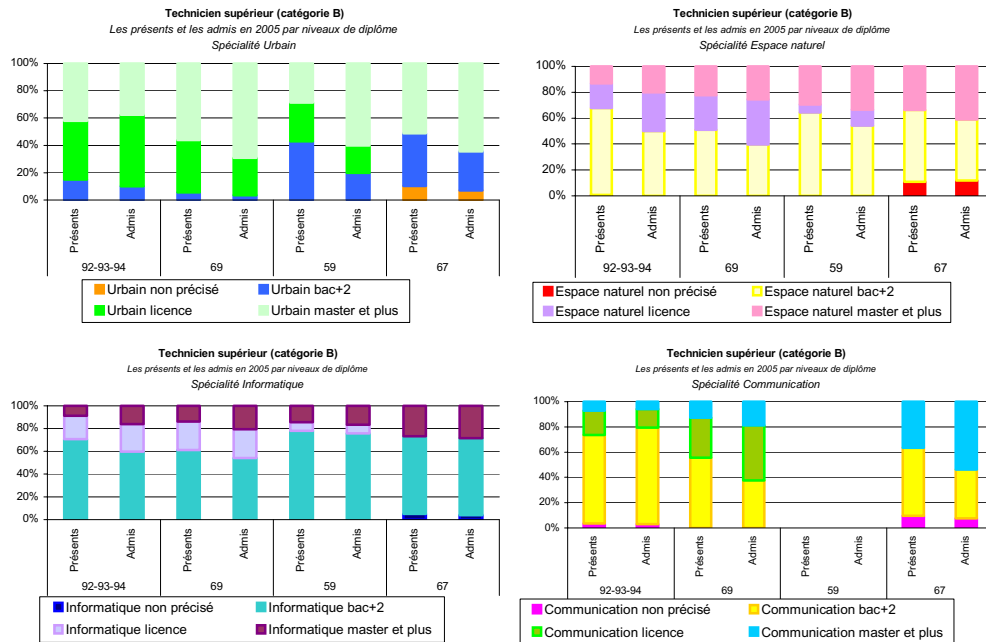 Technicien supérieur (catégorie B)
Les présents et les admis en 2005 par niveaux de diplôme
Spécialité Urbain
100%
80%
60%
40%
20%
0%
Présents
Admis
Présents
Admis
Présents
Admis
Présents
Admis
92-93-94
69
59
67
Urbain non précisé
Urbain bac+2
Urbain licence
Urbain master et plus
Technicien supérieur (catégorie B)
Les présents et les admis en 2005 par niveaux de diplôme
Spécialité Espace naturel
100%
80%
60%
40%
20%
0%
Présents
Admis
Présents
Admis
Présents
Admis
Présents
Admis
92-93-94
69
59
67
Espace naturel non précisé
Espace naturel bac+2
Espace naturel licence
Espace naturel master et plus
Technicien supérieur (catégorie B)
Les présents et les admis en 2005 par niveaux de diplôme
Spécialité Informatique
100%
80%
60%
40%
20%
0%
Présents
Admis
Présents
Admis
Présents
Admis
Présents
Admis
92-93-94
69
59
67
Informatique non précisé
Informatique bac+2
Informatique licence
Informatique master et plus
Technicien supérieur (catégorie B)
Les présents et les admis en 2005 par niveaux de diplôme
Spécialité Communication
100%
80%
60%
40%
20%
0%
Présents
Admis
Présents
Admis
Présents
Admis
Présents
Admis
92-93-94
69
59
67
Communication non précisé
Communication bac+2
Communication licence
Communication master et plus